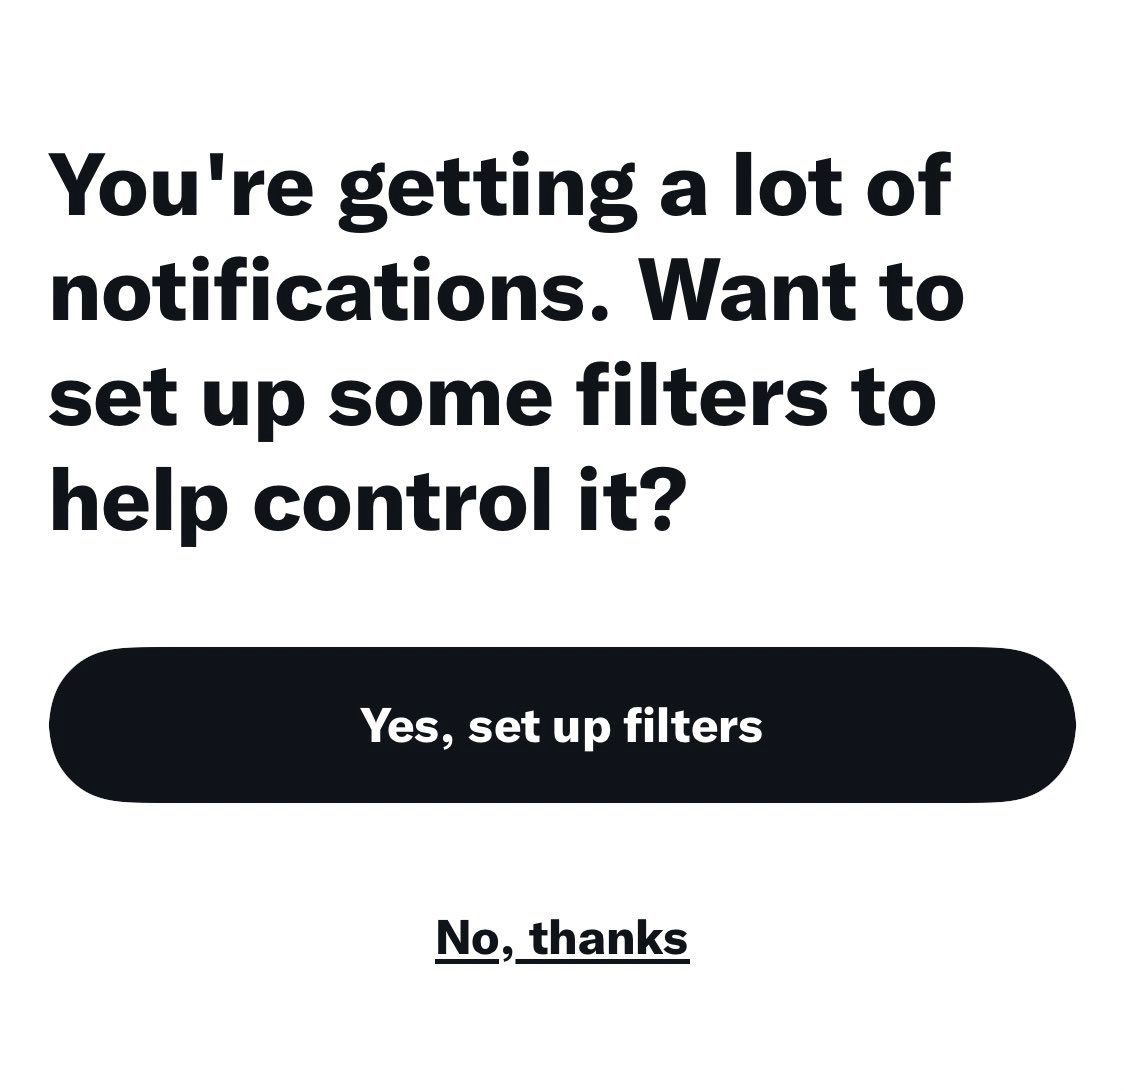 You're getting a lot of
notifications. Want to
set up some filters to
help control it?
Yes, set up filters
No, thanks